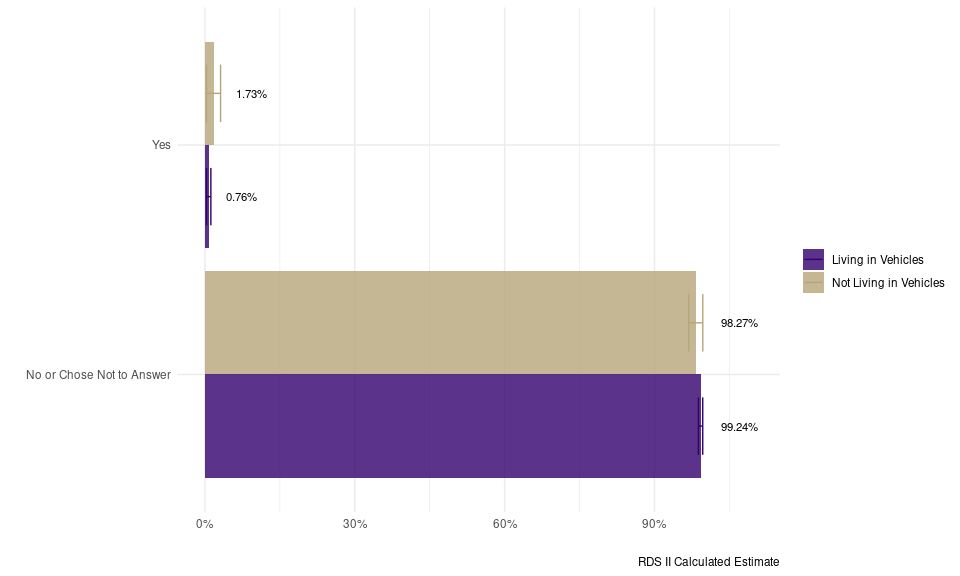 1.73%
Yes
0.76%
Living in Vehicles
Not Living in Vehicles
98.27%
No or Chose Not to Answer
99.24%
0%
30%
60%
90%
RDS II Calculated Estimate